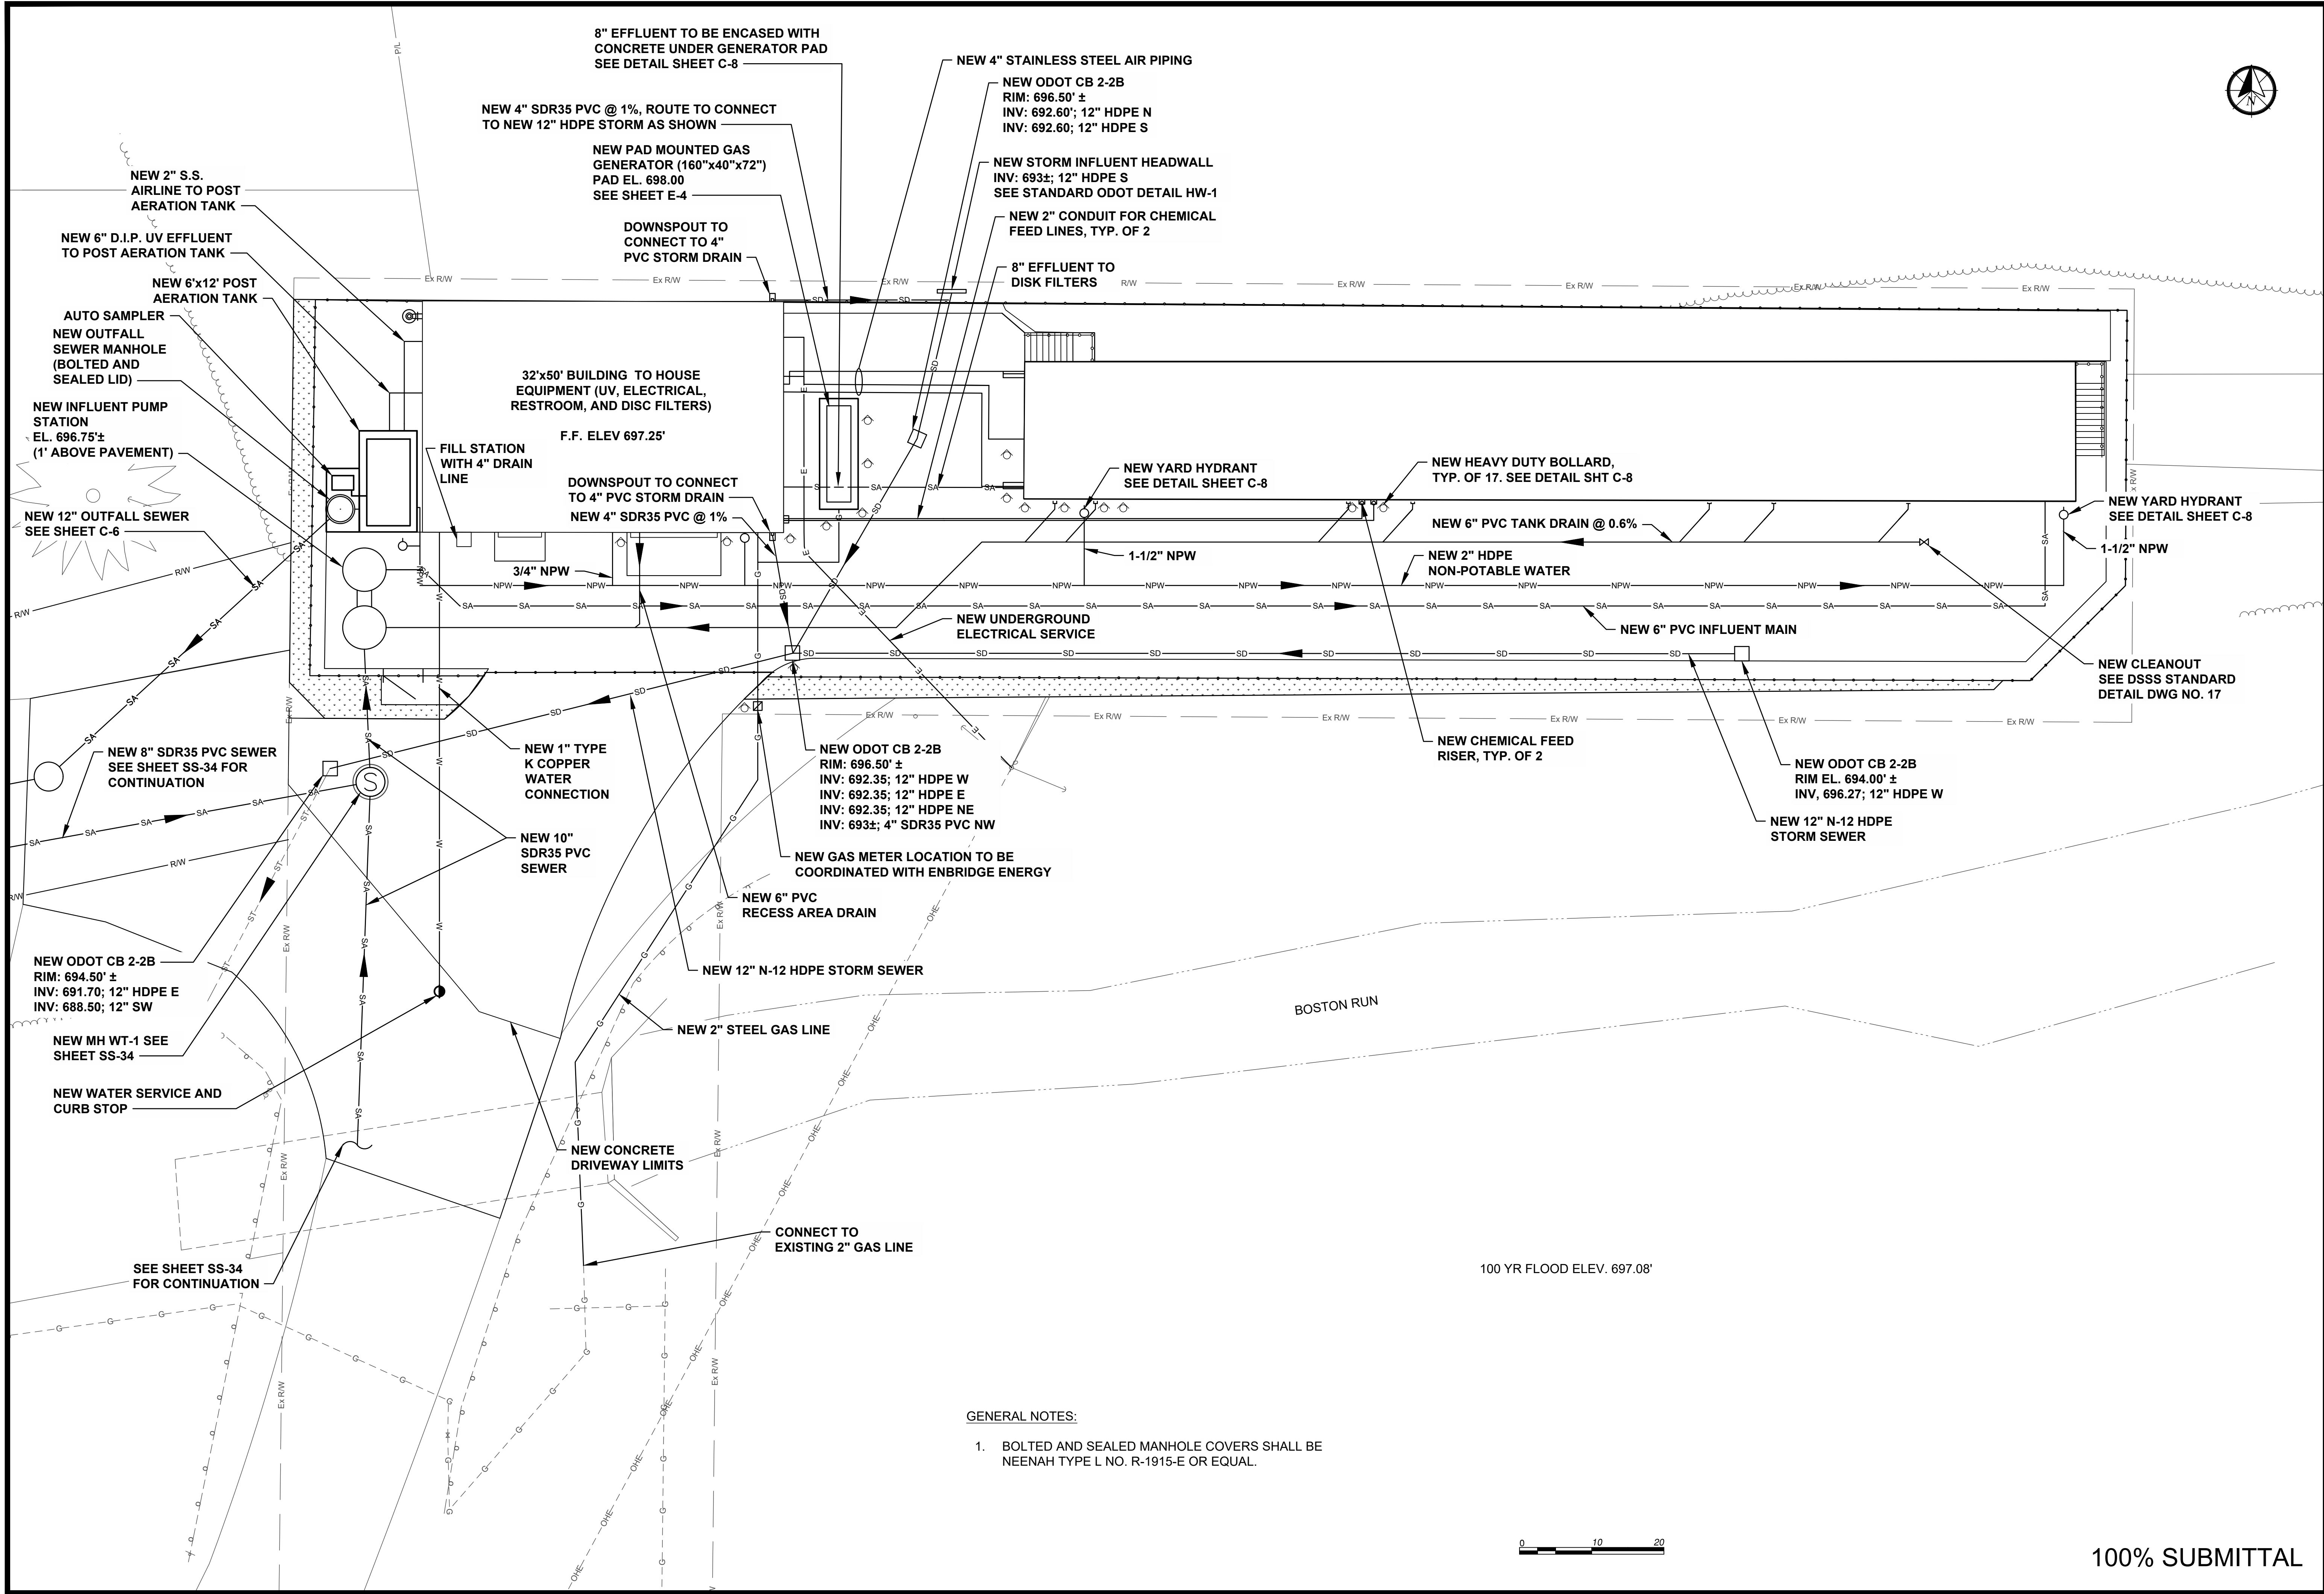 8" EFFLUENT TO BE ENCASED WITH
CONCRETE UNDER GENERATOR PAD
SEE DETAIL SHEET C-8
NEW 4" STAINLESS STEEL AIR PIPING
NEW ODOT CB 2-2B
RIM: 696.50' ±
INV: 692.60'; 12" HDPE N
INV: 692.60; 12" HDPE S
NEW 4" SDR35 PVC @ 1%, ROUTE TO CONNECT
TO NEW 12" HDPE STORM AS SHOWN
NEW PAD MOUNTED GAS
GENERATOR (160"x40"x72")
PAD EL. 698.00
SEE SHEET E-4
NEW STORM INFLUENT HEADWALL
INV: 693±; 12" HDPE S
SEE STANDARD ODOT DETAIL HW-1
NEW 2" S.S.
AIRLINE TO POST
AERATION TANK
NEW 2" CONDUIT FOR CHEMICAL
FEED LINES, TYP. OF 2
DOWNSPOUT TO
CONNECT TO 4"
PVC STORM DRAIN
NEW 6" D.I.P. UV EFFLUENT
TO POST AERATION TANK
8" EFFLUENT TO
DISK FILTERS
NEW 6'x12' POST
AERATION TANK
AUTO SAMPLER
NEW OUTFALL
SEWER MANHOLE
(BOLTED AND
SEALED LID)
32'x50' BUILDING TO HOUSE
EQUIPMENT (UV, ELECTRICAL,
RESTROOM, AND DISC FILTERS)
F.F. ELEV 697.25'
NEW INFLUENT PUMP
STATION
EL. 696.75'±
(1' ABOVE PAVEMENT)
FILL STATION
WITH 4" DRAIN
LINE
DOWNSPOUT TO CONNECT
TO 4" PVC STORM DRAIN
NEW 4" SDR35 PVC @ 1%
NEW YARD HYDRANT
SEE DETAIL SHEET C-8
NEW HEAVY DUTY BOLLARD,
TYP. OF 17. SEE DETAIL SHT C-8
NEW YARD HYDRANT
SEE DETAIL SHEET C-8
NEW 12" OUTFALL SEWER
SEE SHEET C-6
NEW 6" PVC TANK DRAIN @ 0.6%
1-1/2" NPW
1-1/2" NPW
3/4" NPW
NEW 2" HDPE
NON-POTABLE WATER
NEW UNDERGROUND
ELECTRICAL SERVICE
NEW 6" PVC INFLUENT MAIN
NEW CLEANOUT
SEE DSSS STANDARD
DETAIL DWG NO. 17
NEW 8" SDR35 PVC SEWER
SEE SHEET SS-34 FOR
CONTINUATION
NEW 1" TYPE
K COPPER
WATER
CONNECTION
NEW ODOT CB 2-2B
RIM: 696.50' ±
INV: 692.35; 12" HDPE W
INV: 692.35; 12" HDPE E
INV: 692.35; 12" HDPE NE
INV: 693±; 4" SDR35 PVC NW
NEW CHEMICAL FEED
RISER, TYP. OF 2
NEW ODOT CB 2-2B
RIM EL. 694.00' ±
INV, 696.27; 12" HDPE W
NEW 12" N-12 HDPE
STORM SEWER
NEW 10"
SDR35 PVC
SEWER
NEW GAS METER LOCATION TO BE
COORDINATED WITH ENBRIDGE ENERGY
NEW 6" PVC
RECESS AREA DRAIN
NEW ODOT CB 2-2B
RIM: 694.50' ±
INV: 691.70; 12" HDPE E
INV: 688.50; 12" SW
NEW 12" N-12 HDPE STORM SEWER
BOSTON RUN
NEW MH WT-1 SEE
SHEET SS-34
NEW 2" STEEL GAS LINE
NEW WATER SERVICE AND
CURB STOP
NEW CONCRETE
DRIVEWAY LIMITS
CONNECT TO
EXISTING 2" GAS LINE
SEE SHEET SS-34
FOR CONTINUATION
100 YR FLOOD ELEV. 697.08'
GENERAL NOTES:
1. BOLTED AND SEALED MANHOLE COVERS SHALL BE
NEENAH TYPE L NO. R-1915-E OR EQUAL.
0 10 20
100% SUBMITTAL